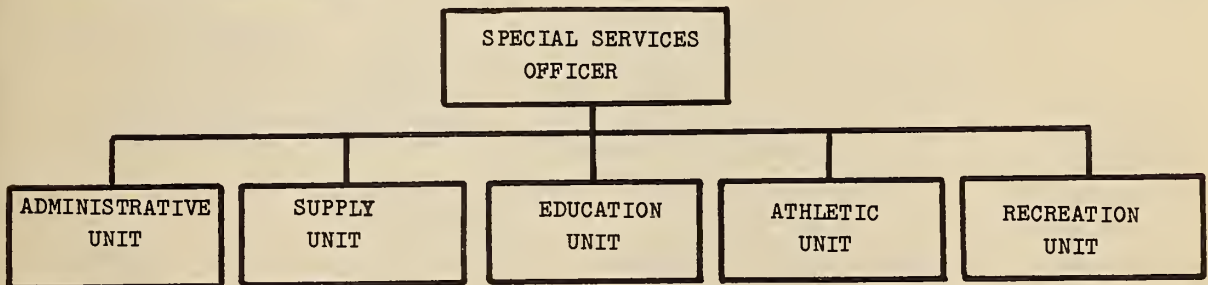 SPECIAL SERVICES
OFFICER
ADMINISTRATIVE
UNIT
SUPPLY
UNIT
EDUCATION
UNIT
ATHLETIC
UNIT
RECREATION
UNIT